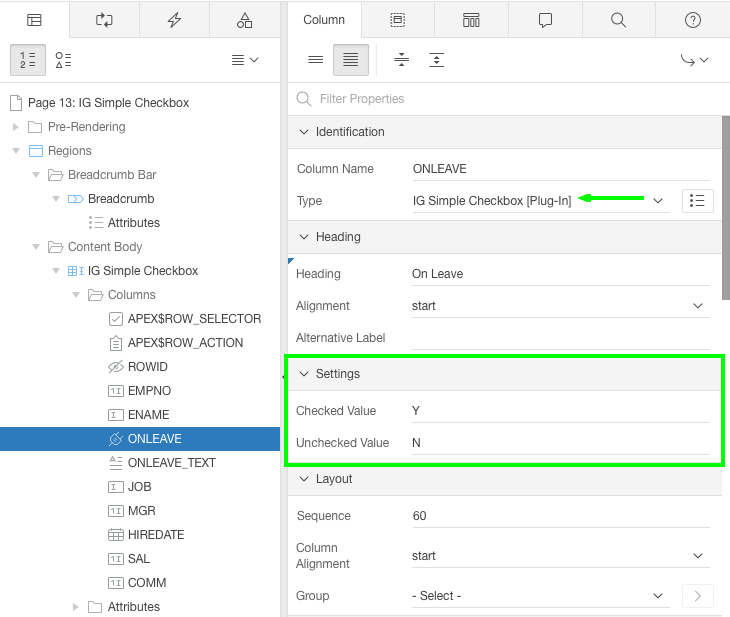 Page 13: IG Simple Checkbox
Pre-Rendering
Regions
Breadcrumb Bar
Breadcrumb
Attributes
Content Body
IG Simple Checkbox
Columns
APEX$ROW_SELECTOR
APEX$ROW_ACTION
ROWID
EMPNO
ENAME
ONLEAVE
ONLEAVE_TEXT
JOB
MGR
HIREDATE
SAL
COMM
Attributes
Column
Filter Properties
Identification
Column Name ONLEAVE
Type IG Simple Checkbox [Plug-In]
Heading
Heading On Leave
Alignment start
Alternative Label
Settings
Checked Value Y
Unchecked Value N
Layout
Sequence 60
Column
Alignment start
Group - Select -